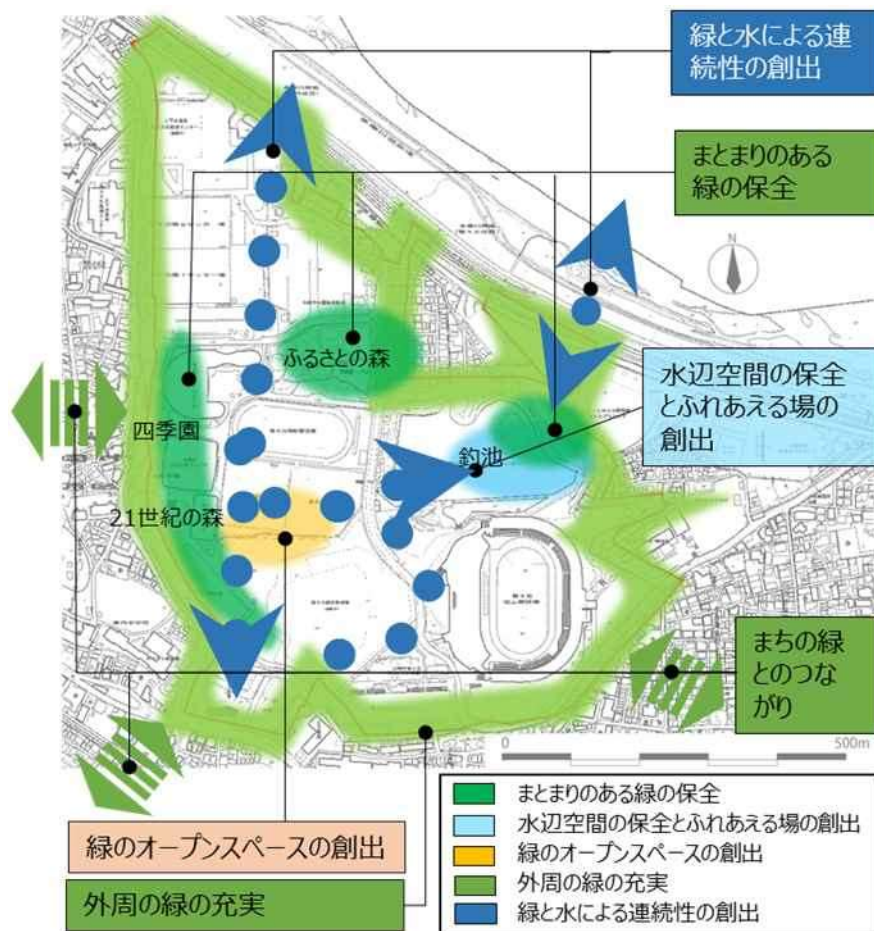 緑と水による連
続性の創出
まとまりのある
緑の保全
N
ふるさとの森
水辺空間の保全
とふれあえる場の
創出
四季園
釣池
21世紀の森
まちの緑
とのつな
がり
0
500m
緑のオープンスペースの創出
外周の緑の充実
まとまりのある緑の保全
水辺空間の保全とふれあえる場の創出
緑のオープンスペースの創出
外周の緑の充実
緑と水による連続性の創出